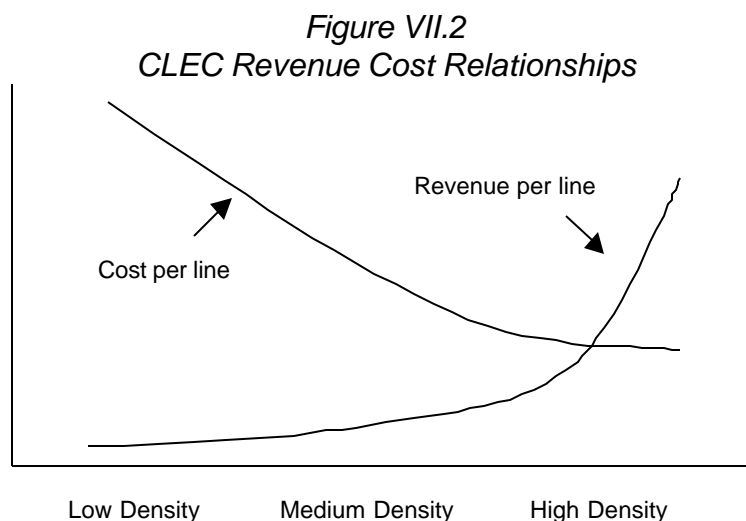 Figure VII.2
CLEC Revenue Cost Relationships
Revenue per line
Cost per line
Low Density Medium Density High Density